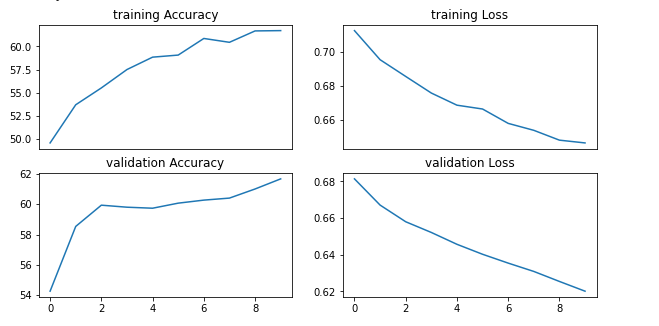 training Accuracy
60.0
57.5
55.0
52.5
50.0
training Loss
0.70
0.68
0.66
validation Accuracy
62
60
58
56
54
0 2 4 6 8
validation Loss
0.68
0.66
0.64
0.62
0 2 4 6 8